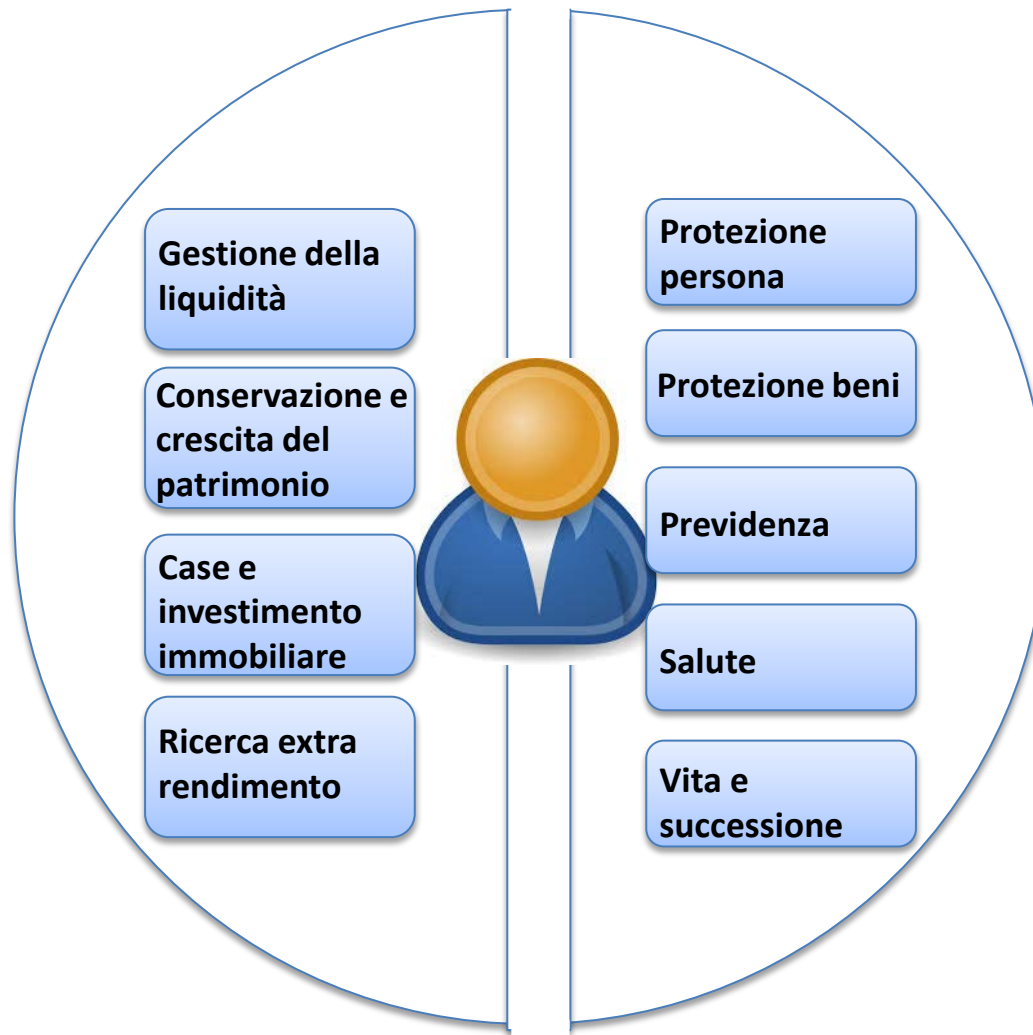 Gestione della
liquidità
Conservazione e
crescita del
patrimonio
Case e
investimento
immobiliare
Ricerca extra
rendimento
Protezione
persona
Protezione beni
Previdenza
Salute
Vita e
successione